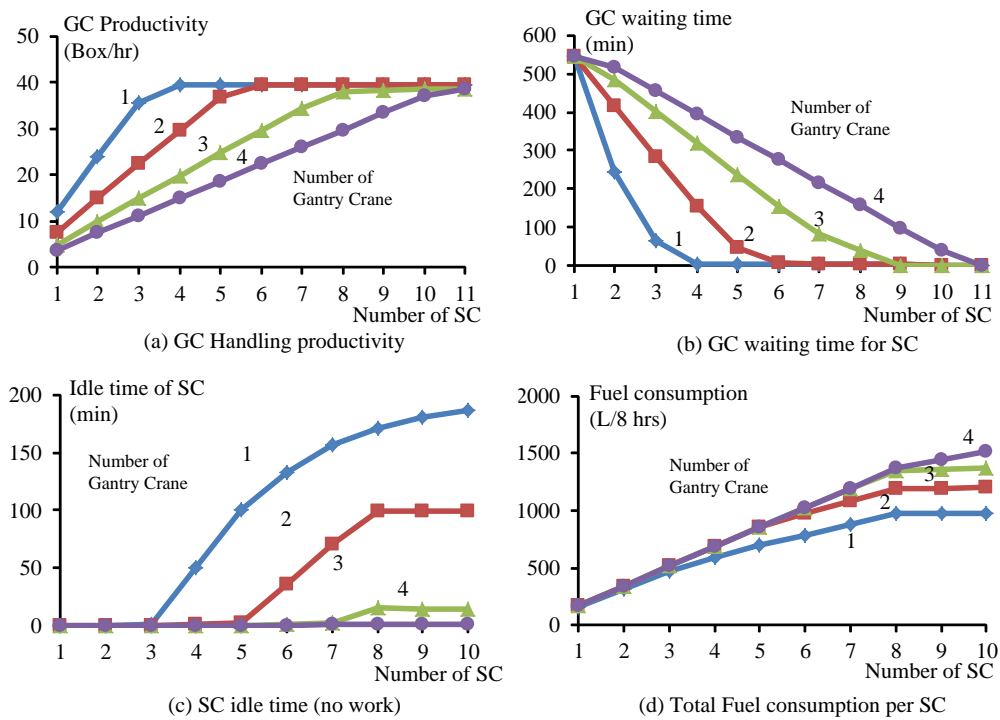 GC Productivity
(Box/hr)
50
40
30
20
10
0
1
2
3
4
Number of
Gantry Crane
1 2 3 4 5 6 7 8 9 10 11
Number of SC
(a) GC Handling productivity
GC waiting time
(min)
600
500
400
300
200
100
0
Number of
Gantry Crane
1
2
3
4
1 2 3 4 5 6 7 8 9 10 11
Number of SC
(b) GC waiting time for SC
Idle time of SC
(min)
200
150
100
50
0
Number of
Gantry Crane
1
2
3
4
1 2 3 4 5 6 7 8 9 10
Number of SC
(c) SC idle time (no work)
Fuel consumption
(L/8 hrs)
2000
1500
1000
500
0
Number of
Gantry Crane
4
3
2
1
1 2 3 4 5 6 7 8 9 10
Number of SC
(d) Total Fuel consumption per SC